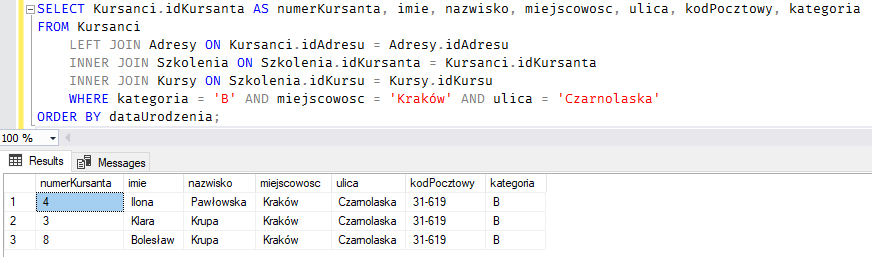 SELECT Kursanci.idKursanta AS numerKursanta, imie, nazwisko, miejscowosc, ulica, kodPocztowy, kategoria
FROM Kursanci
LEFT JOIN Adresy ON Kursanci.idAdresu = Adresy.idAdresu
INNER JOIN Szkolenia ON Szkolenia.idKursanta = Kursanci.idKursanta
INNER JOIN Kursy ON Szkolenia.idKursu = Kursy.idKursu
WHERE kategoria = 'B' AND miejscowosc = 'Kraków' AND ulica = 'Czarnolaska'
ORDER BY dataUrodzenia;
100 %
Results Messages
numerKursanta imie nazwisko miejscowosc ulica kodPocztowy kategoria
1 4 Ilona Pawłowska Kraków Czarnolaska 31-619 B
2 3 Klara Krupa Kraków Czarnolaska 31-619 B
3 8 Bolesław Krupa Kraków Czarnolaska 31-619 B